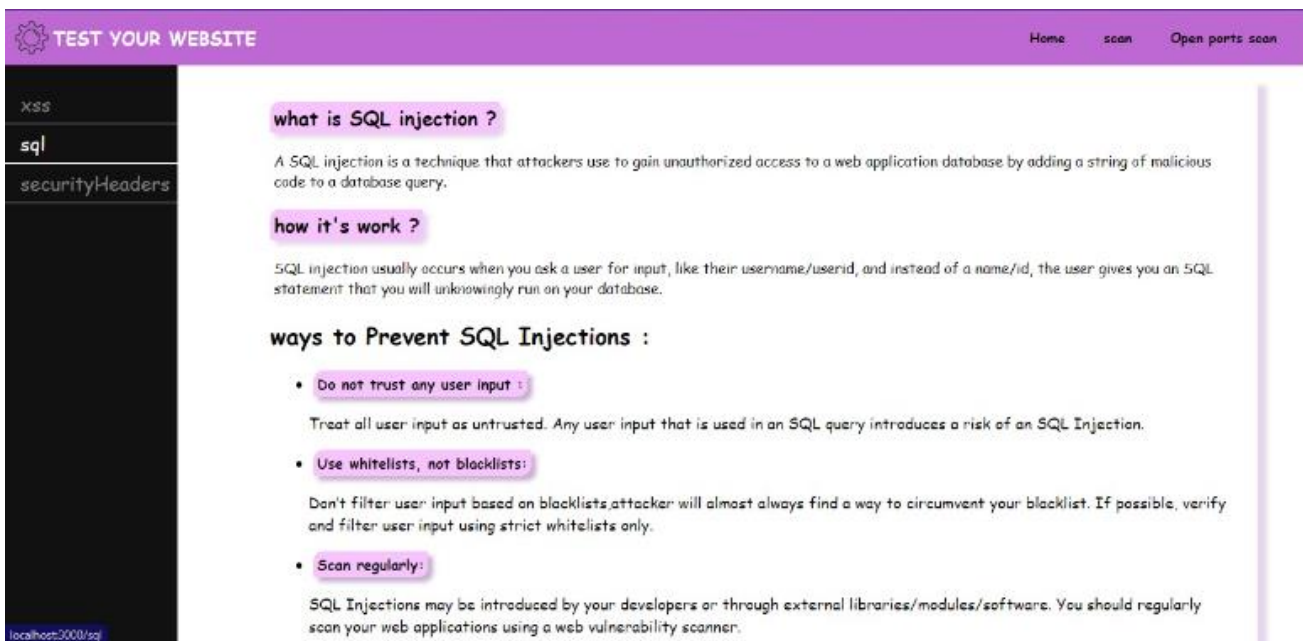 TEST YOUR WEBSITE
Home scan Open ports scan
xss
sql
securityHeaders
what is SQL injection ?
A SQL injection is a technique that attackers use to gain unauthorized access to a web application database by adding a string of malicious
code to a database query.
how it's work ?
SQL injection usually occurs when you ask a user for input, like their username/userid, and instead of a name/id, the user gives you an SQL
statement that you will unknowingly run on your database.
ways to Prevent SQL Injections :
• Do not trust any user input :
Treat all user input as untrusted. Any user input that is used in an SQL query introduces a risk of an SQL Injection.
• Use whitelists, not blacklists:
Don't filter user input based on blacklists,attacker will almost always find a way to circumvent your blacklist. If possible, verify
and filter user input using strict whitelists only.
• Scan regularly:
SQL Injections may be introduced by your developers or through external libraries/modules/software. You should regularly
scan your web applications using a web vulnerability scanner.
localhost:3000/sql